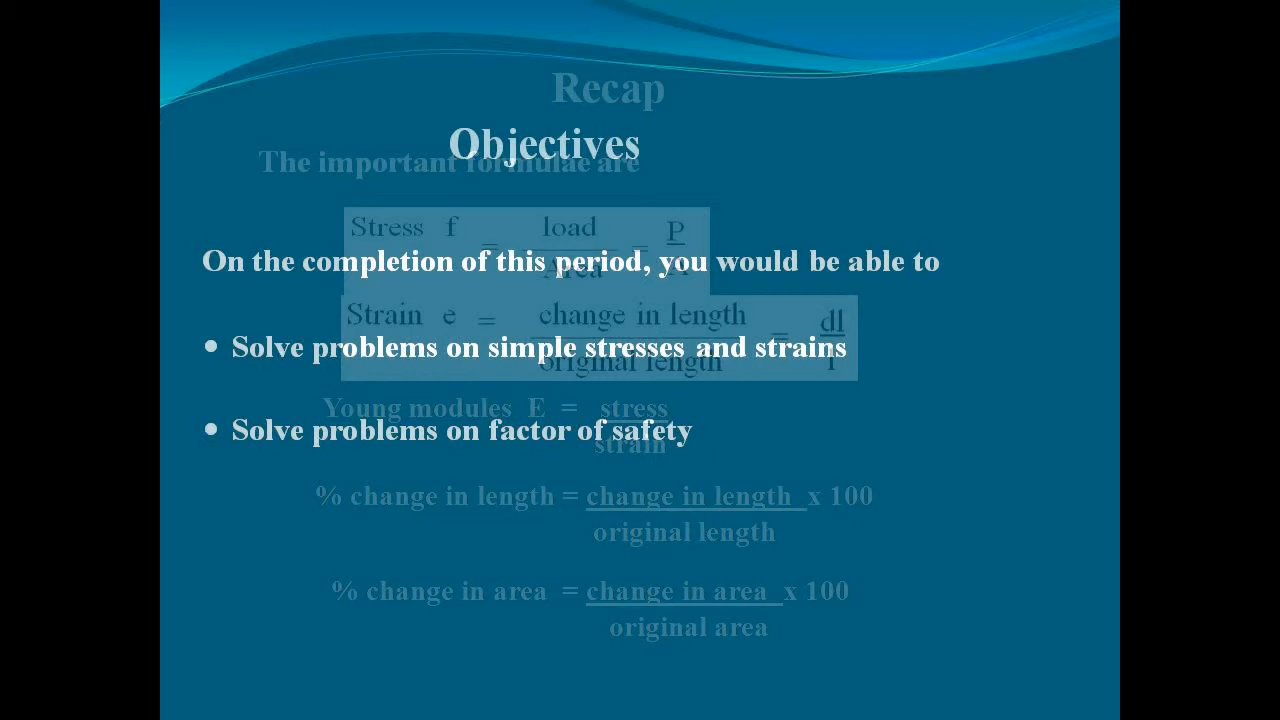 Recap
Objectives
The important formulae are
Stress f = load = P
Area A
On the completion of this period, you would be able to
Strain e = change in length = dl
original length l
• Solve problems on simple stresses and strains
Young modules E = stress
strain
• Solve problems on factor of safety
% change in length = change in length x 100
original length
% change in area = change in area x 100
original area